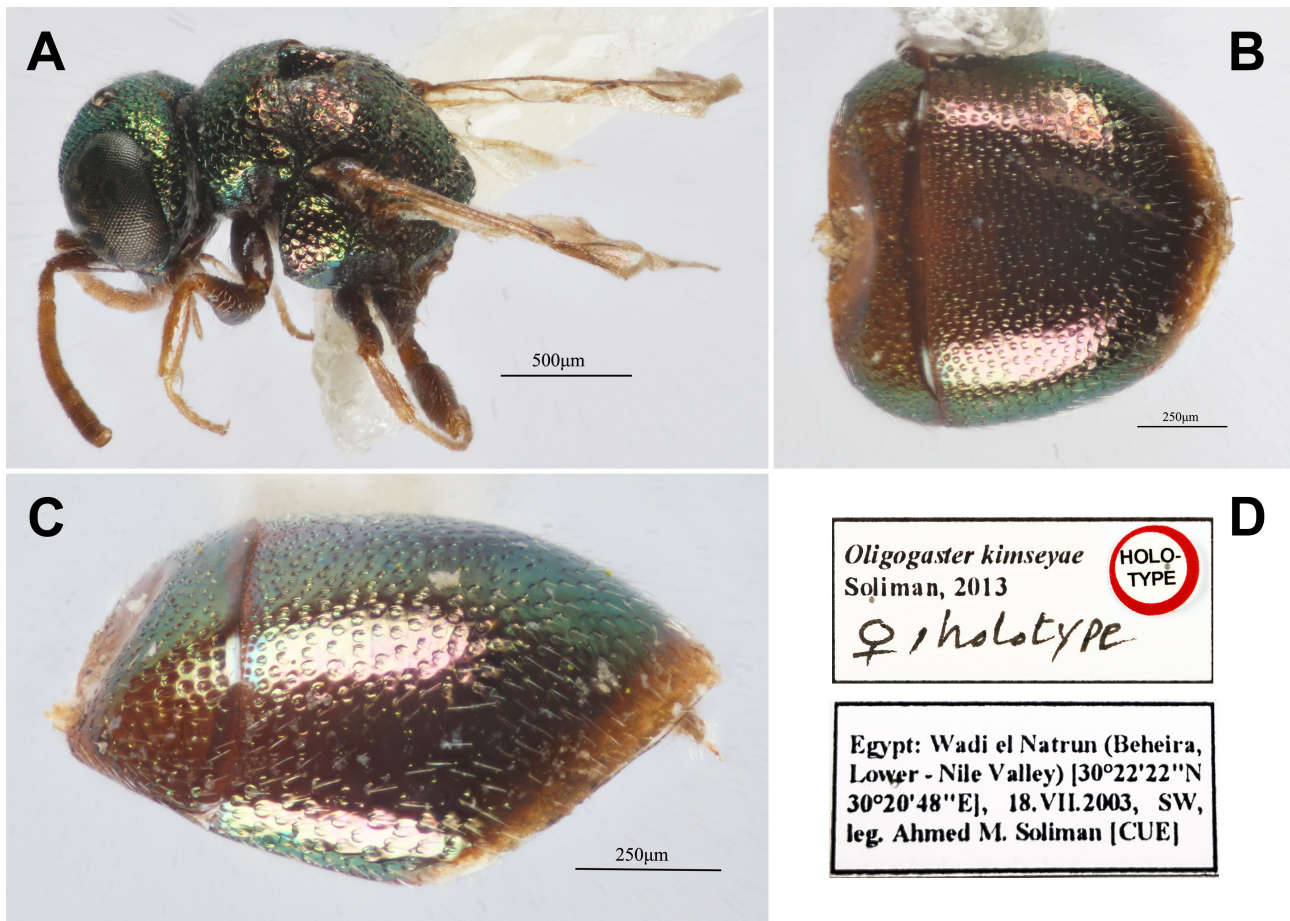 A
500μm
B
250μm
C
250μm
D
Oligogaster kimseyae
Soliman, 2013
♀, holotype
HOLO-
TYPE
Egypt: Wadi el Natrun (Beheira,
Lower - Nile Valley) [30°22'22"N
30°20'48"E], 18.VII.2003, SW,
leg. Ahmed M. Soliman [CUE]